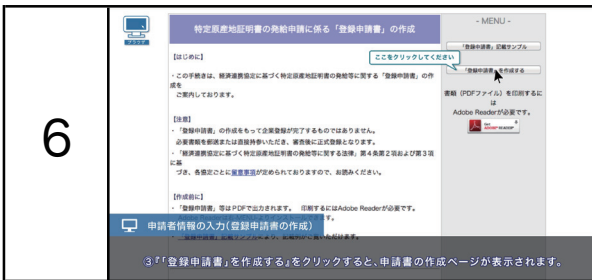 6
特定原産地証明書の発給申請に係る「登録申請書」の作成
- MENU -
「登録申請書」記載サンプル
ここをクリックしてください
「登録申請書」を作成する
【はじめに】
・この手続きは、経済連携協定に基づく特定原産地証明書の発給等に関する「登録申請書」の作成を
ご案内しております。
書類（PDFファイル）を印刷するに
は
Adobe Readerが必要です。
【注意】
・「登録申請書」の作成をもって企業登録が完了するものではありません。
必要書類を郵送または直接持参いただき、審査後に正式登録となります。
・「経済連携協定に基づく特定原産地証明書の発給等に関する法律」第４条第２項および第３項に基
づき、各協定ごとに留意事項が定められておりますので、お読みください。
【作成前に】
・「登録申請書」等はPDFで出力されます。 印刷するにはAdobe Readerが必要です。
申請者情報の入力（登録申請書の作成）
③『「登録申請書」を作成する』をクリックすると、申請書の作成ページが表示されます。